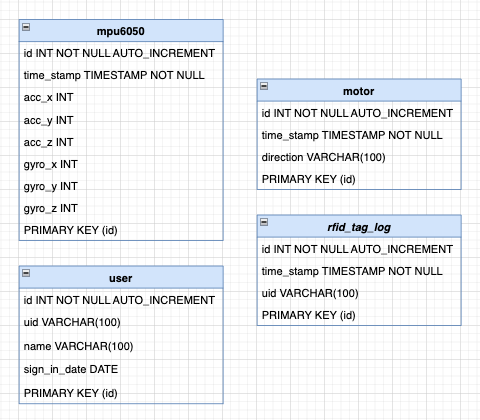 mpu6050
id INT NOT NULL AUTO_INCREMENT
time_stamp TIMESTAMP NOT NULL
acc_x INT
acc_y INT
acc_z INT
gyro_x INT
gyro_y INT
gyro_z INT
PRIMARY KEY (id)
motor
id INT NOT NULL AUTO_INCREMENT
time_stamp TIMESTAMP NOT NULL
direction VARCHAR(100)
PRIMARY KEY (id)
rfid_tag_log
id INT NOT NULL AUTO_INCREMENT
time_stamp TIMESTAMP NOT NULL
uid VARCHAR(100)
PRIMARY KEY (id)
user
id INT NOT NULL AUTO_INCREMENT
uid VARCHAR(100)
name VARCHAR(100)
sign_in_date DATE
PRIMARY KEY (id)